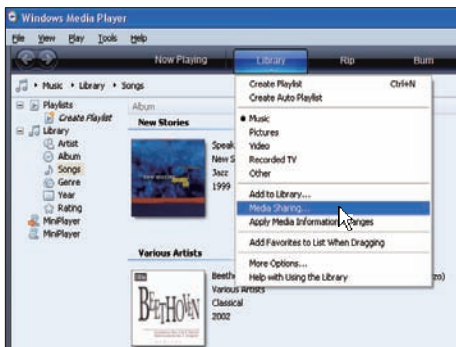 Windows Media Player
File View Play Tools Help
Now Playing Library Rip Burn
Music Library Songs
Playlists
Create Playlist
Library
Artist
Album
Songs
Genre
Year
Rating
MiniPlayer
MiniPlayer
Album
New Stories
Speak
New S
Jazz
1999
Various Artists
BEETHOVEN
Beeth
Various Artists
Classical
2002
Create Playlist Ctrl+N
Create Auto Playlist
Music
Pictures
Video
Recorded TV
Other
Add to Library...
Media Sharing...
Apply Media Information Changes
Add Favorites to List When Dragging
More Options...
Help with Using the Library
zo)